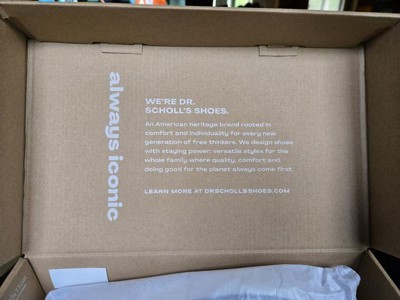 always iconic
WE'RE DR.
SCHOLL'S SHOES.
An American heritage brand rooted in
comfort and individuality for every new
generation of free thinkers. We design shoes
with staying power: versatile styles for the
whole family where quality, comfort and
doing good for the planet always come first.
LEARN MORE AT DRSCHOLLSSHOES.COM